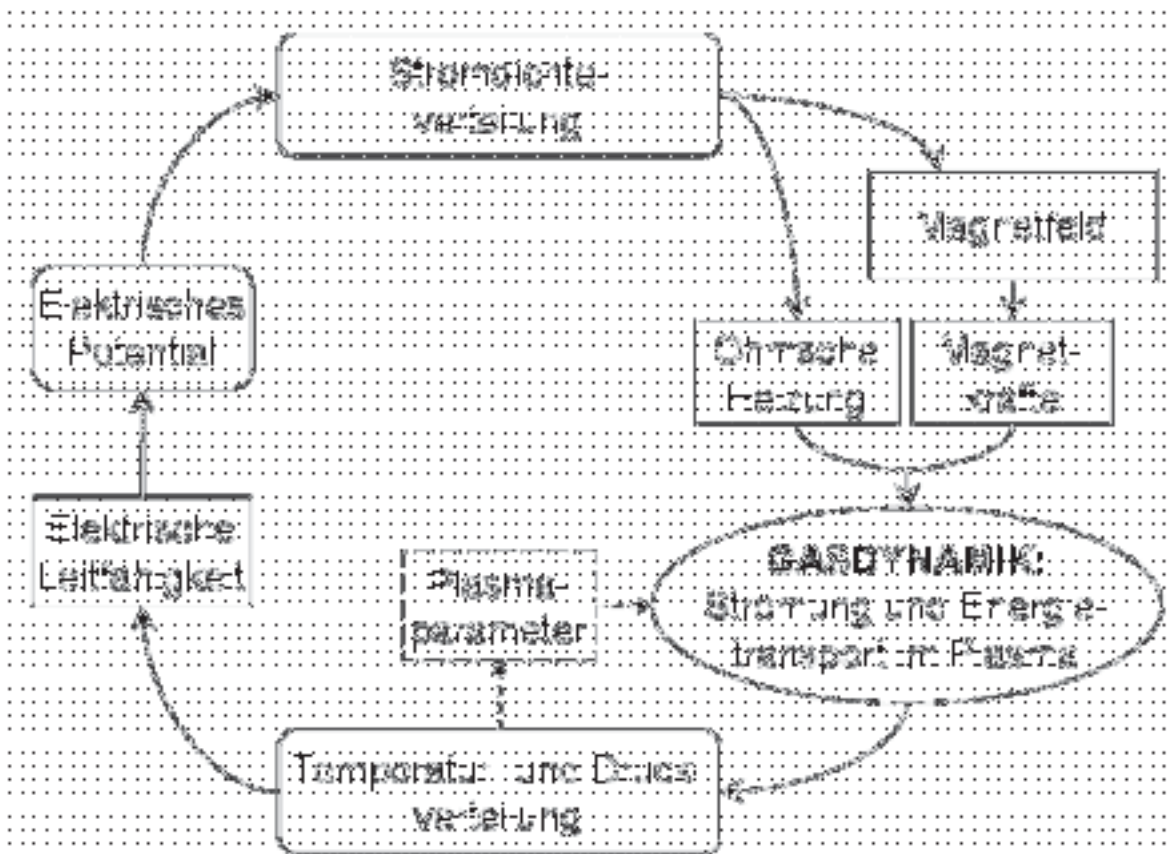 Stromdichte-
verteilung
Magnetfeld
Elektrisches
Potential
Ohmsche
Heizung
Magnet-
kräfte
Elektrische
Leitfähigkeit
Plasma-
parameter
GASDYNAMIK:
Strömung und Energie-
transport im Plasma
Temperatur- und Druck-
verteilung